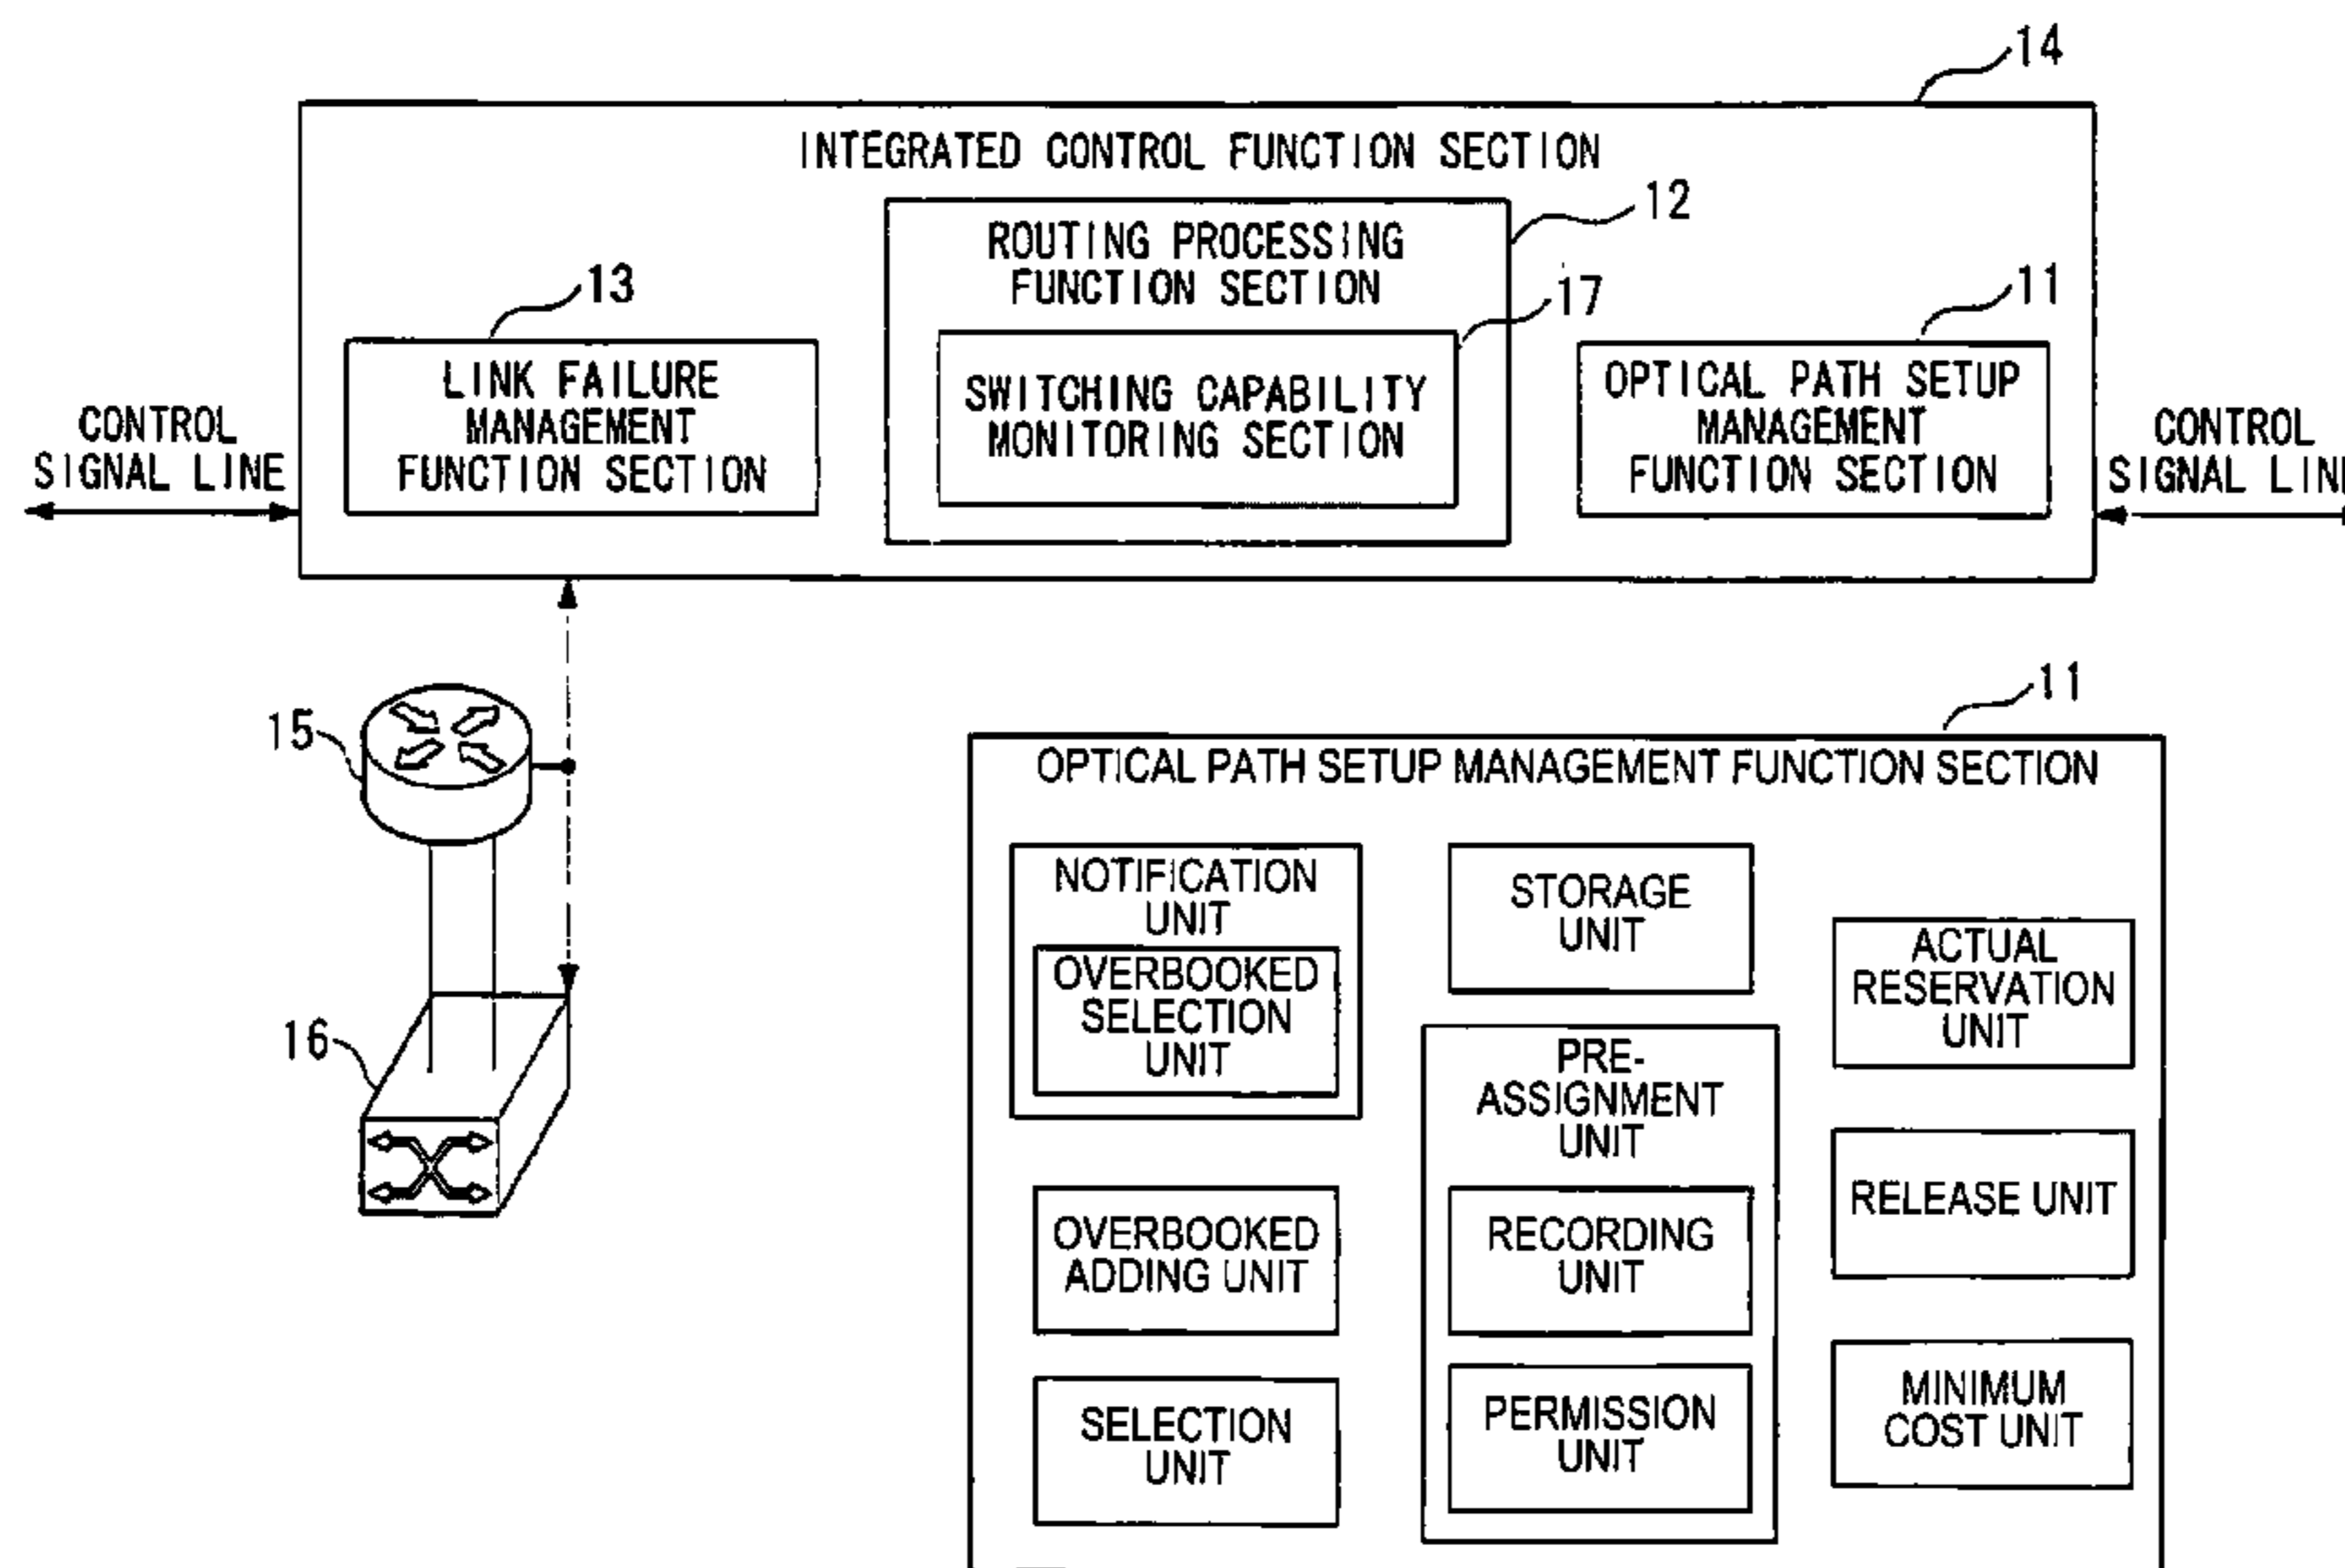 14
INTEGRATED CONTROL FUNCTION SECTION
12
ROUTING PROCESSING
FUNCTION SECTION
13
17
11
LINK FAILURE
MANAGEMENT
FUNCTION SECTION
SWITCHING CAPABILITY
MONITORING SECTION
OPTICAL PATH SETUP
MANAGEMENT
FUNCTION SECTION
CONTROL
SIGNAL LINE
CONTROL
SIGNAL LINE
15
16
11
OPTICAL PATH SETUP MANAGEMENT FUNCTION SECTION
NOTIFICATION
UNIT
OVERBOOKED
SELECTION
UNIT
STORAGE
UNIT
ACTUAL
RESERVATION
UNIT
PRE-
ASSIGNMENT
UNIT
OVERBOOKED
ADDING UNIT
RECORDING
UNIT
RELEASE UNIT
SELECTION
UNIT
PERMISSION
UNIT
MINIMUM
COST UNIT